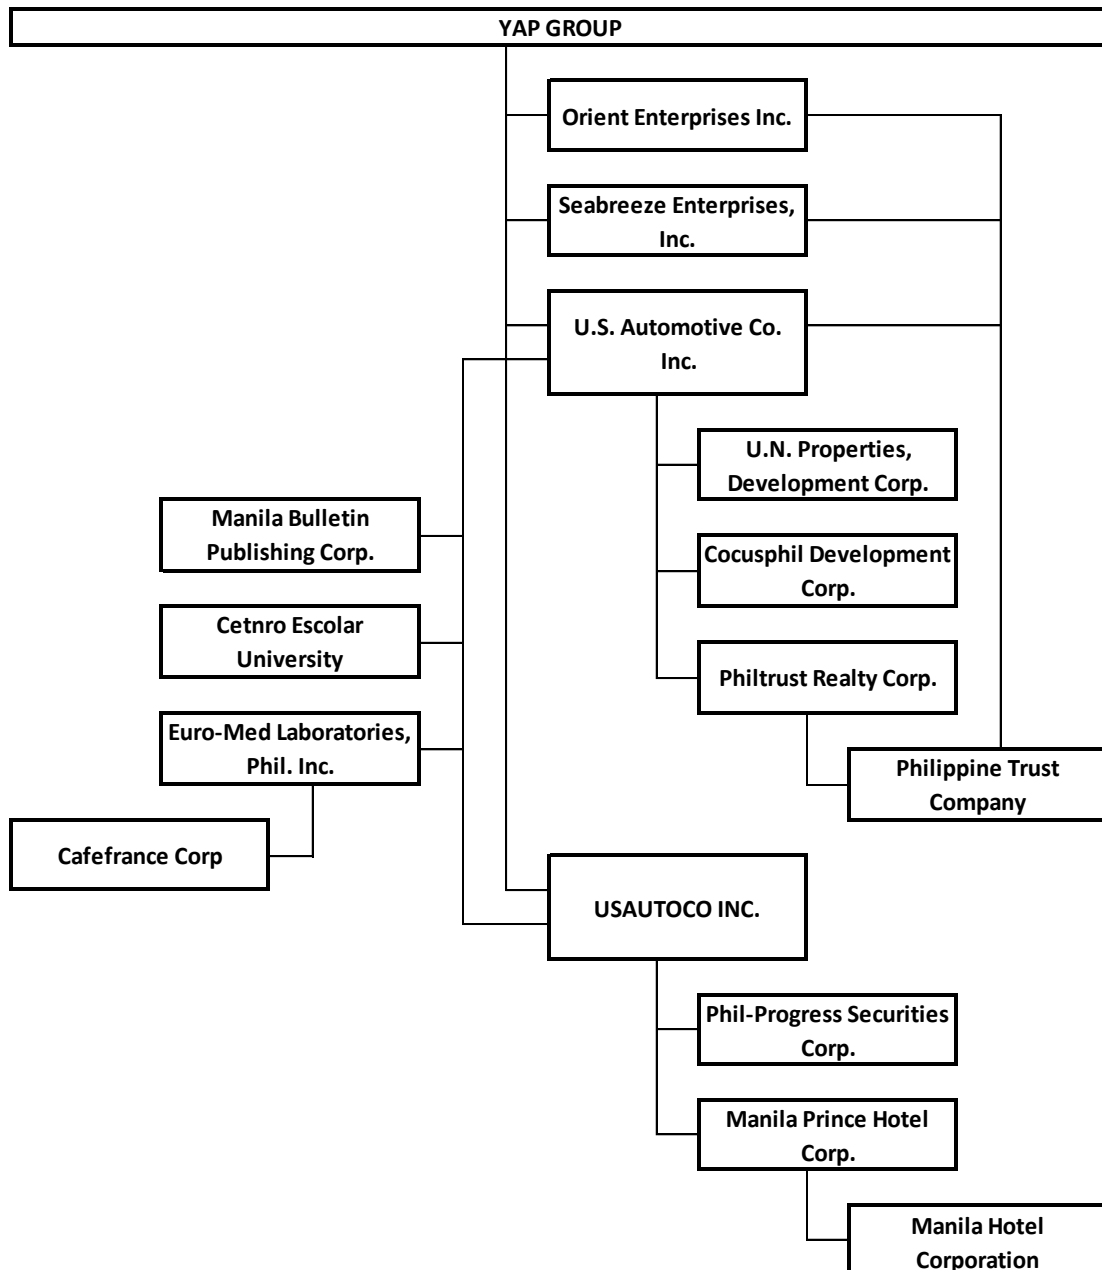 YAP GROUP
Orient Enterprises Inc.
Seabreeze Enterprises,
Inc.
U.S. Automotive Co.
Inc.
U.N. Properties,
Development Corp.
Manila Bulletin
Publishing Corp.
Cocusphil Development
Corp.
Cetnro Escolar
University
Philtrust Realty Corp.
Euro-Med Laboratories,
Phil. Inc.
Philippine Trust
Company
Cafefrance Corp
USAUTOCO INC.
Phil-Progress Securities
Corp.
Manila Prince Hotel
Corp.
Manila Hotel
Corporation